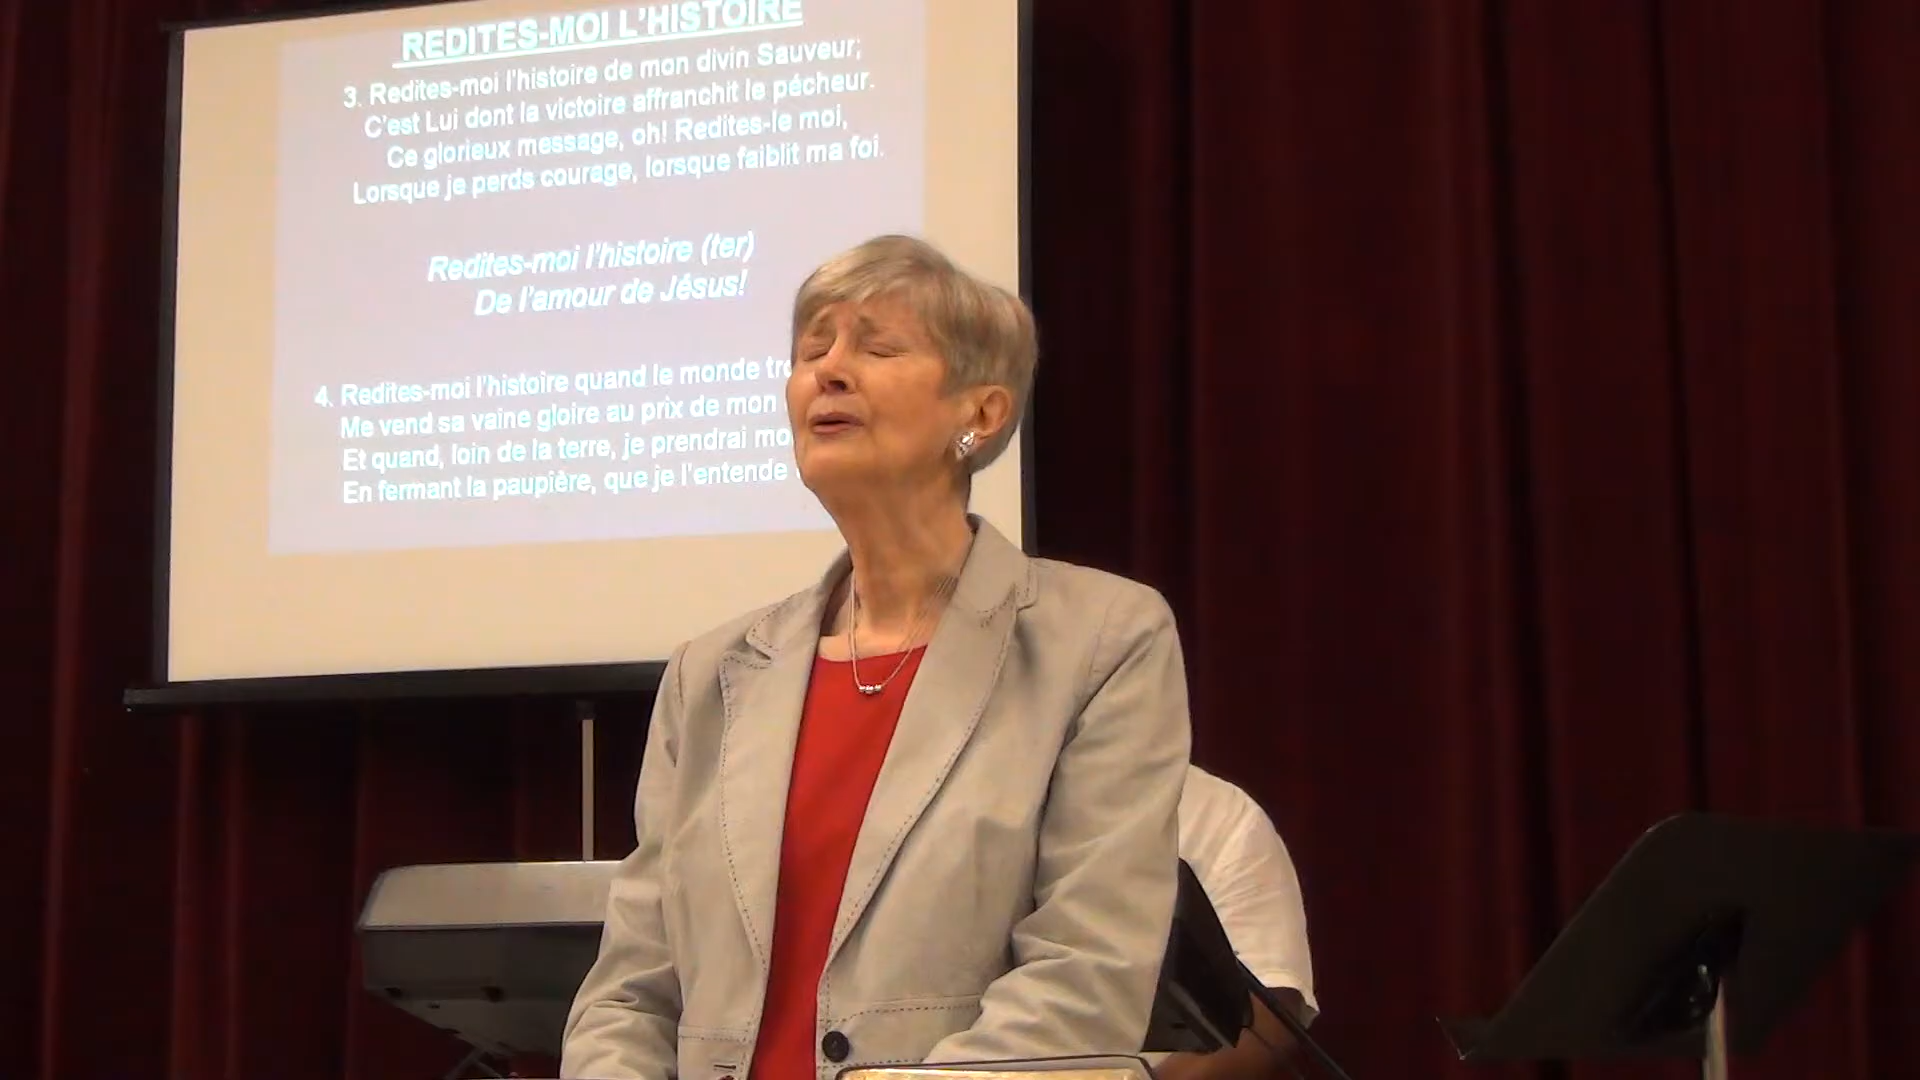 REDITES-MOI L'HISTOIRE
3. Redites-moi l'histoire de mon divin Sauveur;
C'est Lui dont la victoire affranchit le pécheur.
Ce glorieux message, oh! Redites-le moi,
Lorsque je perds courage, lorsque faiblit ma foi.
Redites-moi l'histoire (ter)
De l'amour de Jésus!
4. Redites-moi l'histoire quand le monde
Me vend sa vaine gloire au prix de mon
Et quand, loin de la terre, je prendrai
En fermant la paupière, que je l'entende